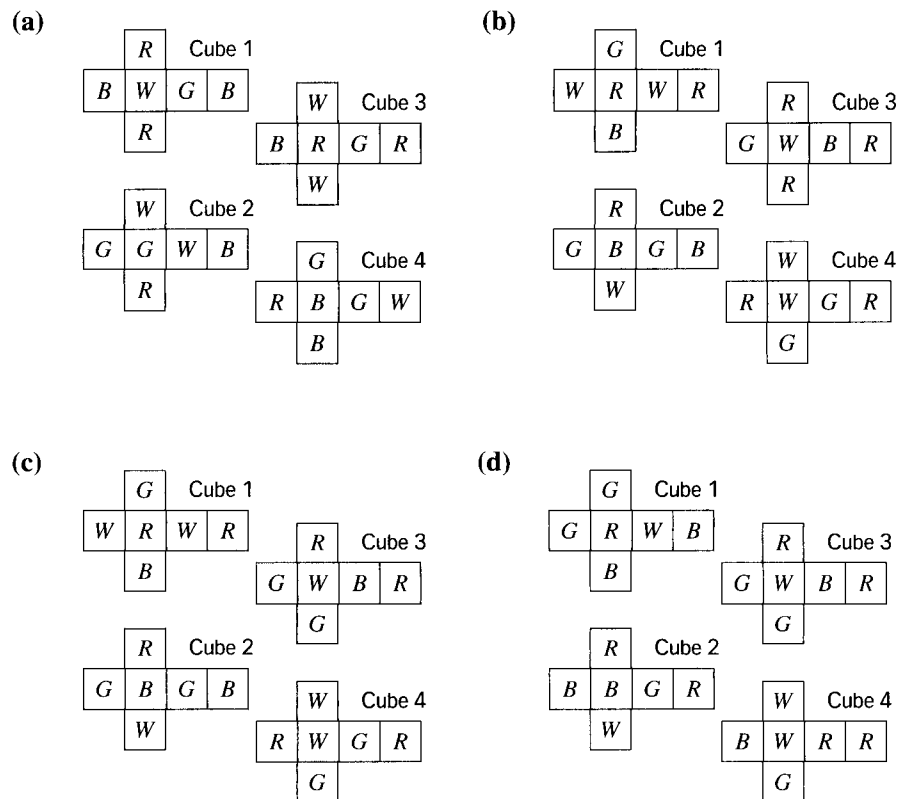 (a)
R Cube 1
B W G B
R
W Cube 3
B R G R
W
W Cube 2
G G W B
R
G Cube 4
R B G W
B
(b)
G Cube 1
W R W R
B
R Cube 3
G W B R
R
R Cube 2
G B G B
W
W Cube 4
R W G R
G
(c)
G Cube 1
W R W R
B
R Cube 3
G W B R
G
R Cube 2
G B G B
W
W Cube 4
R W G R
G
(d)
G Cube 1
G R W B
B
R Cube 3
G W B R
G
R Cube 2
B B G R
W
W Cube 4
B W R R
G